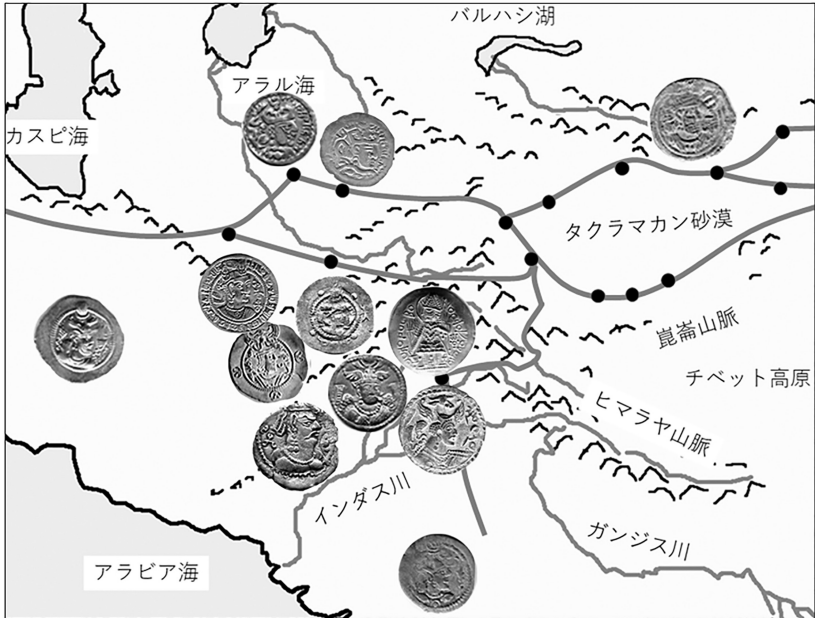 バルハシ湖
アラル海
カスピ海
タクラマカン砂漠
崑崙山脈
チベット高原
ヒマラヤ山脈
インダス川
ガンジス川
アラビア海